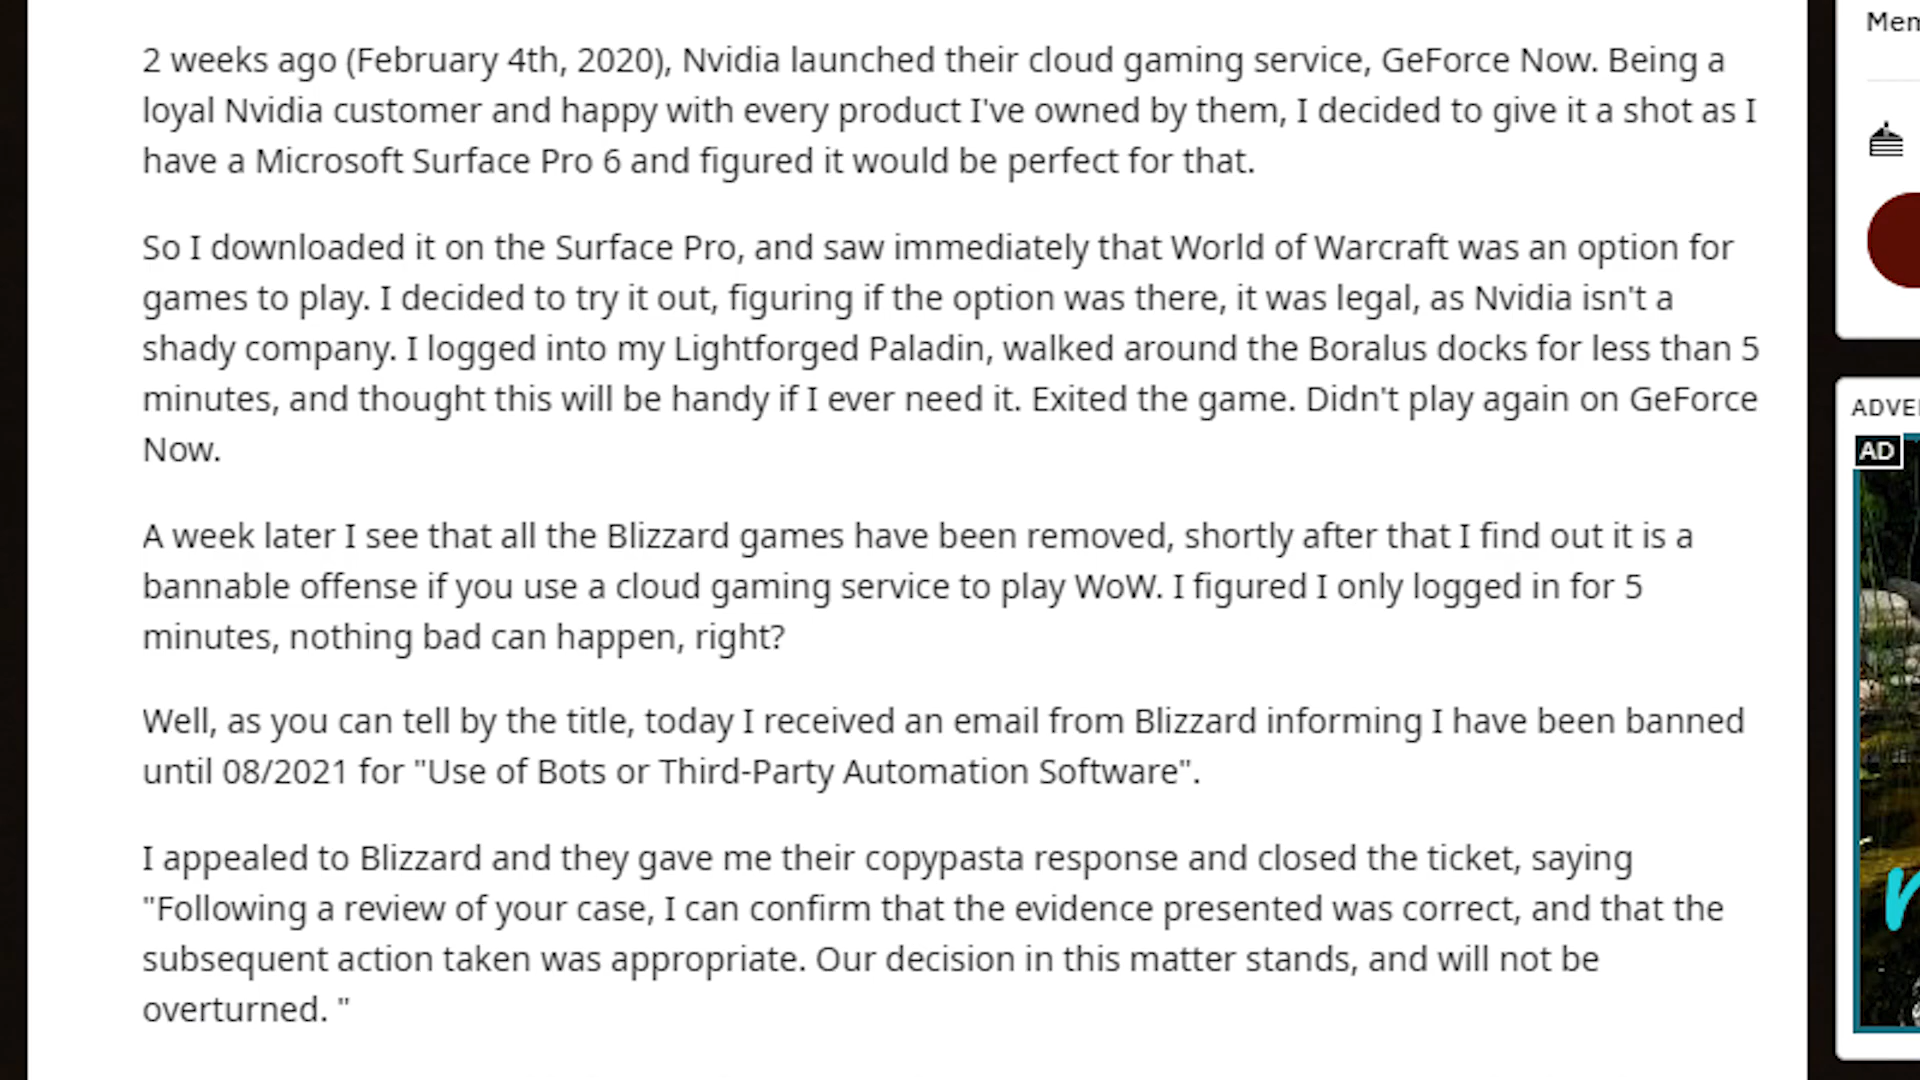 2 weeks ago (February 4th, 2020), Nvidia launched their cloud gaming service, GeForce Now. Being a
loyal Nvidia customer and happy with every product I've owned by them, I decided to give it a shot as I
have a Microsoft Surface Pro 6 and figured it would be perfect for that.
So I downloaded it on the Surface Pro, and saw immediately that World of Warcraft was an option for
games to play. I decided to try it out, figuring if the option was there, it was legal, as Nvidia isn't a
shady company. I logged into my Lightforged Paladin, walked around the Boralus docks for less than 5
minutes, and thought this will be handy if I ever need it. Exited the game. Didn't play again on GeForce
Now.
A week later I see that all the Blizzard games have been removed, shortly after that I find out it is a
bannable offense if you use a cloud gaming service to play WoW. I figured I only logged in for 5
minutes, nothing bad can happen, right?
Well, as you can tell by the title, today I received an email from Blizzard informing I have been banned
until 08/2021 for "Use of Bots or Third-Party Automation Software".
I appealed to Blizzard and they gave me their copypasta response and closed the ticket, saying
"Following a review of your case, I can confirm that the evidence presented was correct, and that the
subsequent action taken was appropriate. Our decision in this matter stands, and will not be
overturned. "
Mem
ADVE
AD